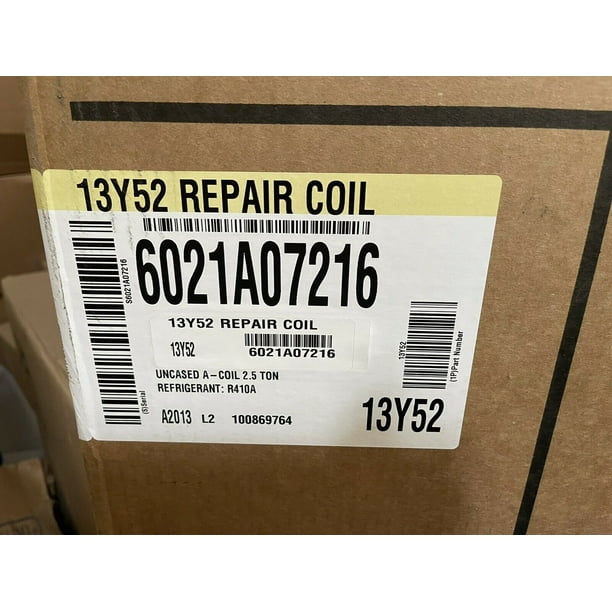 13Y52 REPAIR COIL
6021A07216
S6021A07216
(S)Serial
13Y52 REPAIR COIL
13Y52
6021A07216
UNCASED A-COIL 2.5 TON
REFRIGERANT: R410A
A2013 L2 100869764
13Y52
(1P)Part Number
13Y52